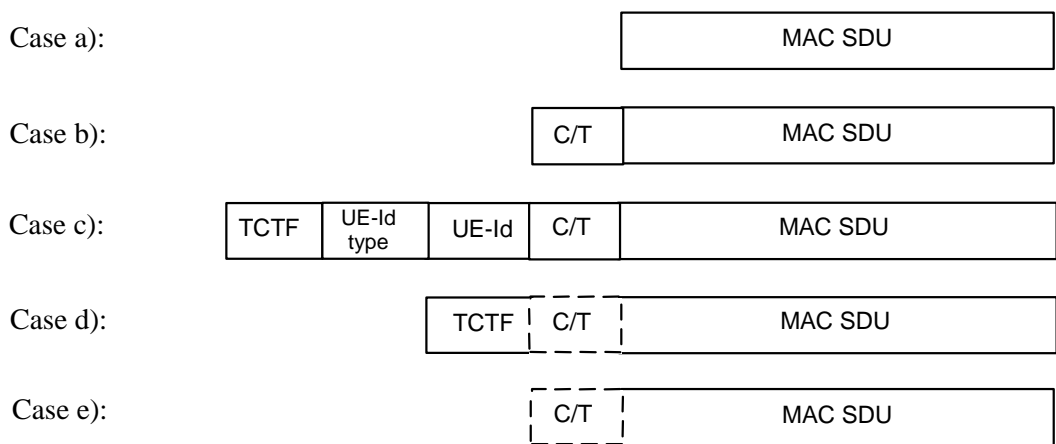 Case a): MAC SDU
Case b): C/T MAC SDU
Case c): TCTF UE-Id type UE-Id C/T MAC SDU
Case d): TCTF C/T MAC SDU
Case e): C/T MAC SDU